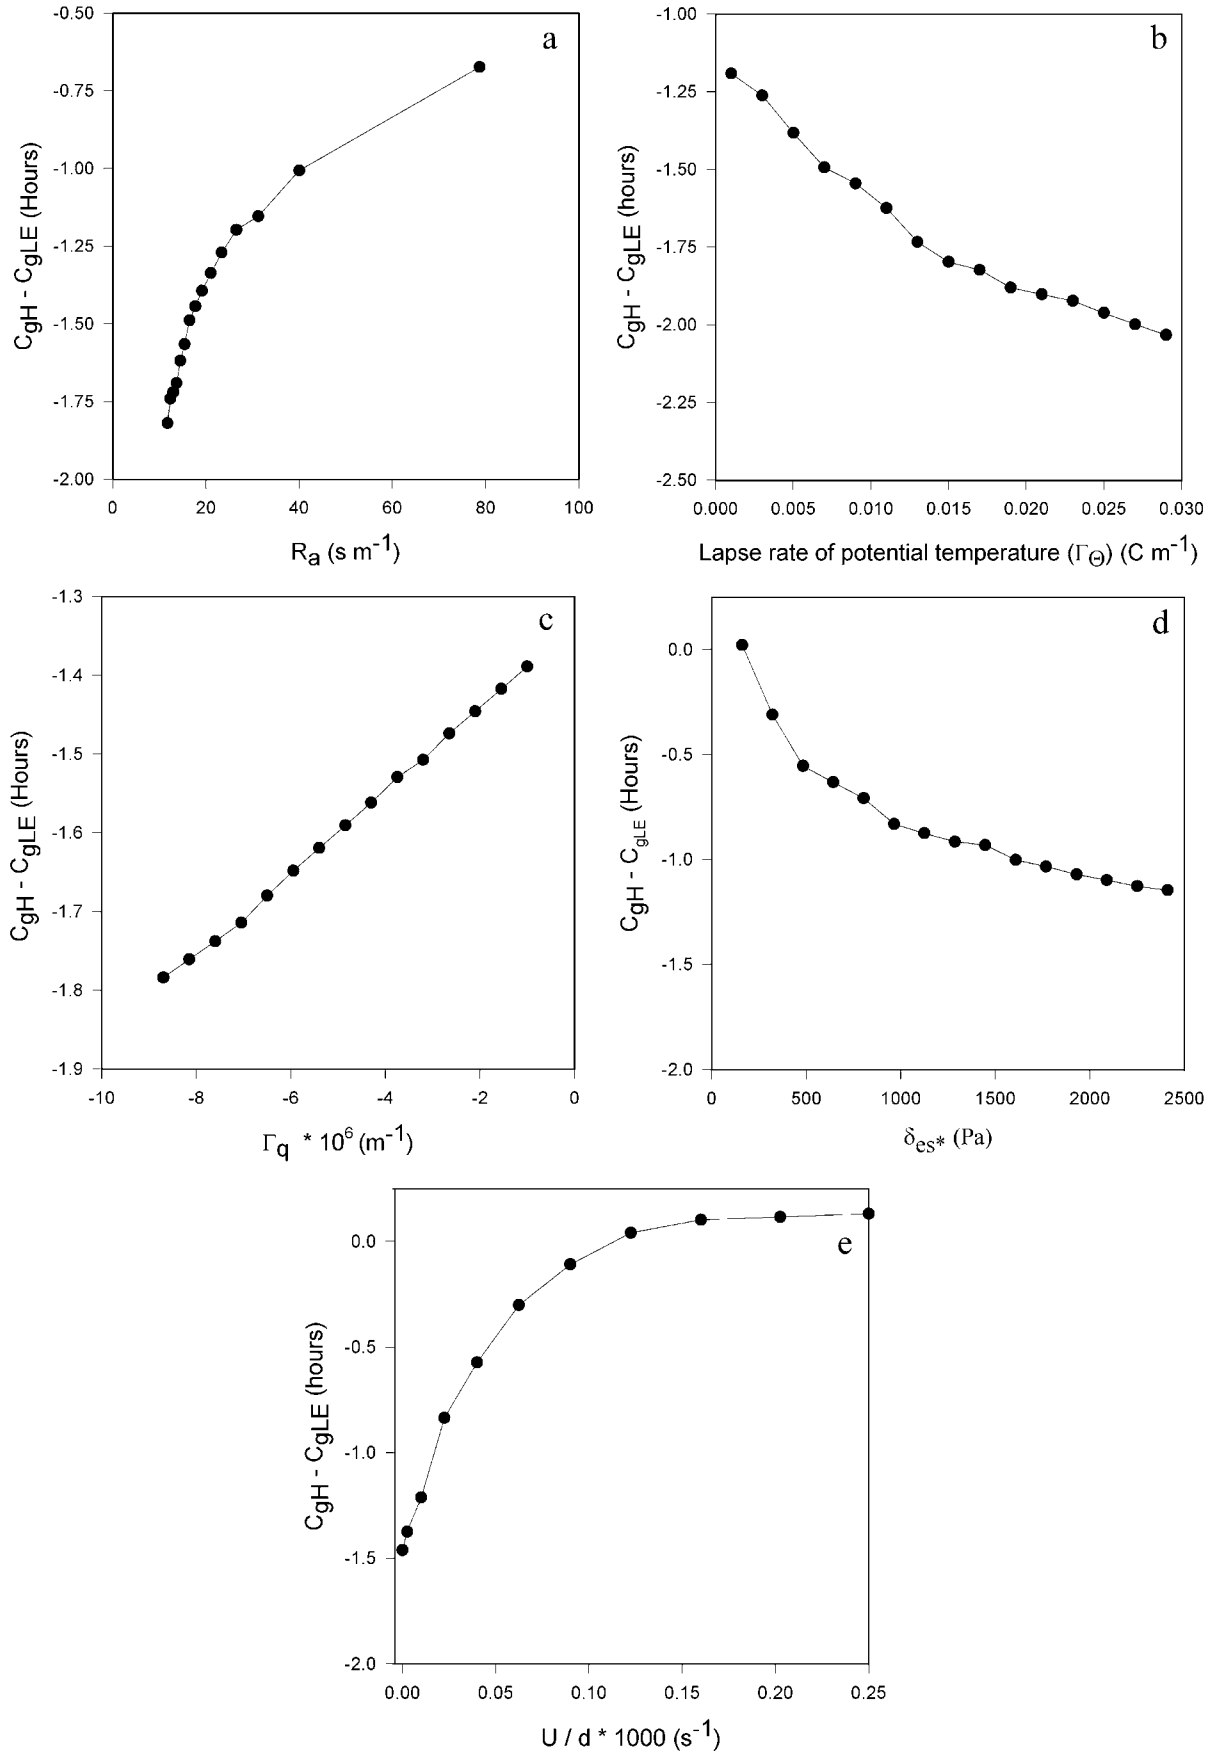 a
-0.50
-0.75
-1.00
-1.25
-1.50
-1.75
-2.00
CgH - CgLE (Hours)
0 20 40 60 80 100
Ra (s m-1)
b
-1.00
-1.25
-1.50
-1.75
-2.00
-2.25
-2.50
CgH - CgLE (hours)
0.000 0.005 0.010 0.015 0.020 0.025 0.030
Lapse rate of potential temperature (ΓΘ) (C m-1)
c
-1.3
-1.4
-1.5
-1.6
-1.7
-1.8
-1.9
CgH - CgLE (Hours)
-10 -8 -6 -4 -2 0
Γq * 10^6 (m-1)
d
0.0
-0.5
-1.0
-1.5
-2.0
CgH - CgLE (Hours)
0 500 1000 1500 2000 2500
δes* (Pa)
e
0.0
-0.5
-1.0
-1.5
-2.0
CgH - CgLE (hours)
0.00 0.05 0.10 0.15 0.20 0.25
U / d * 1000 (s-1)